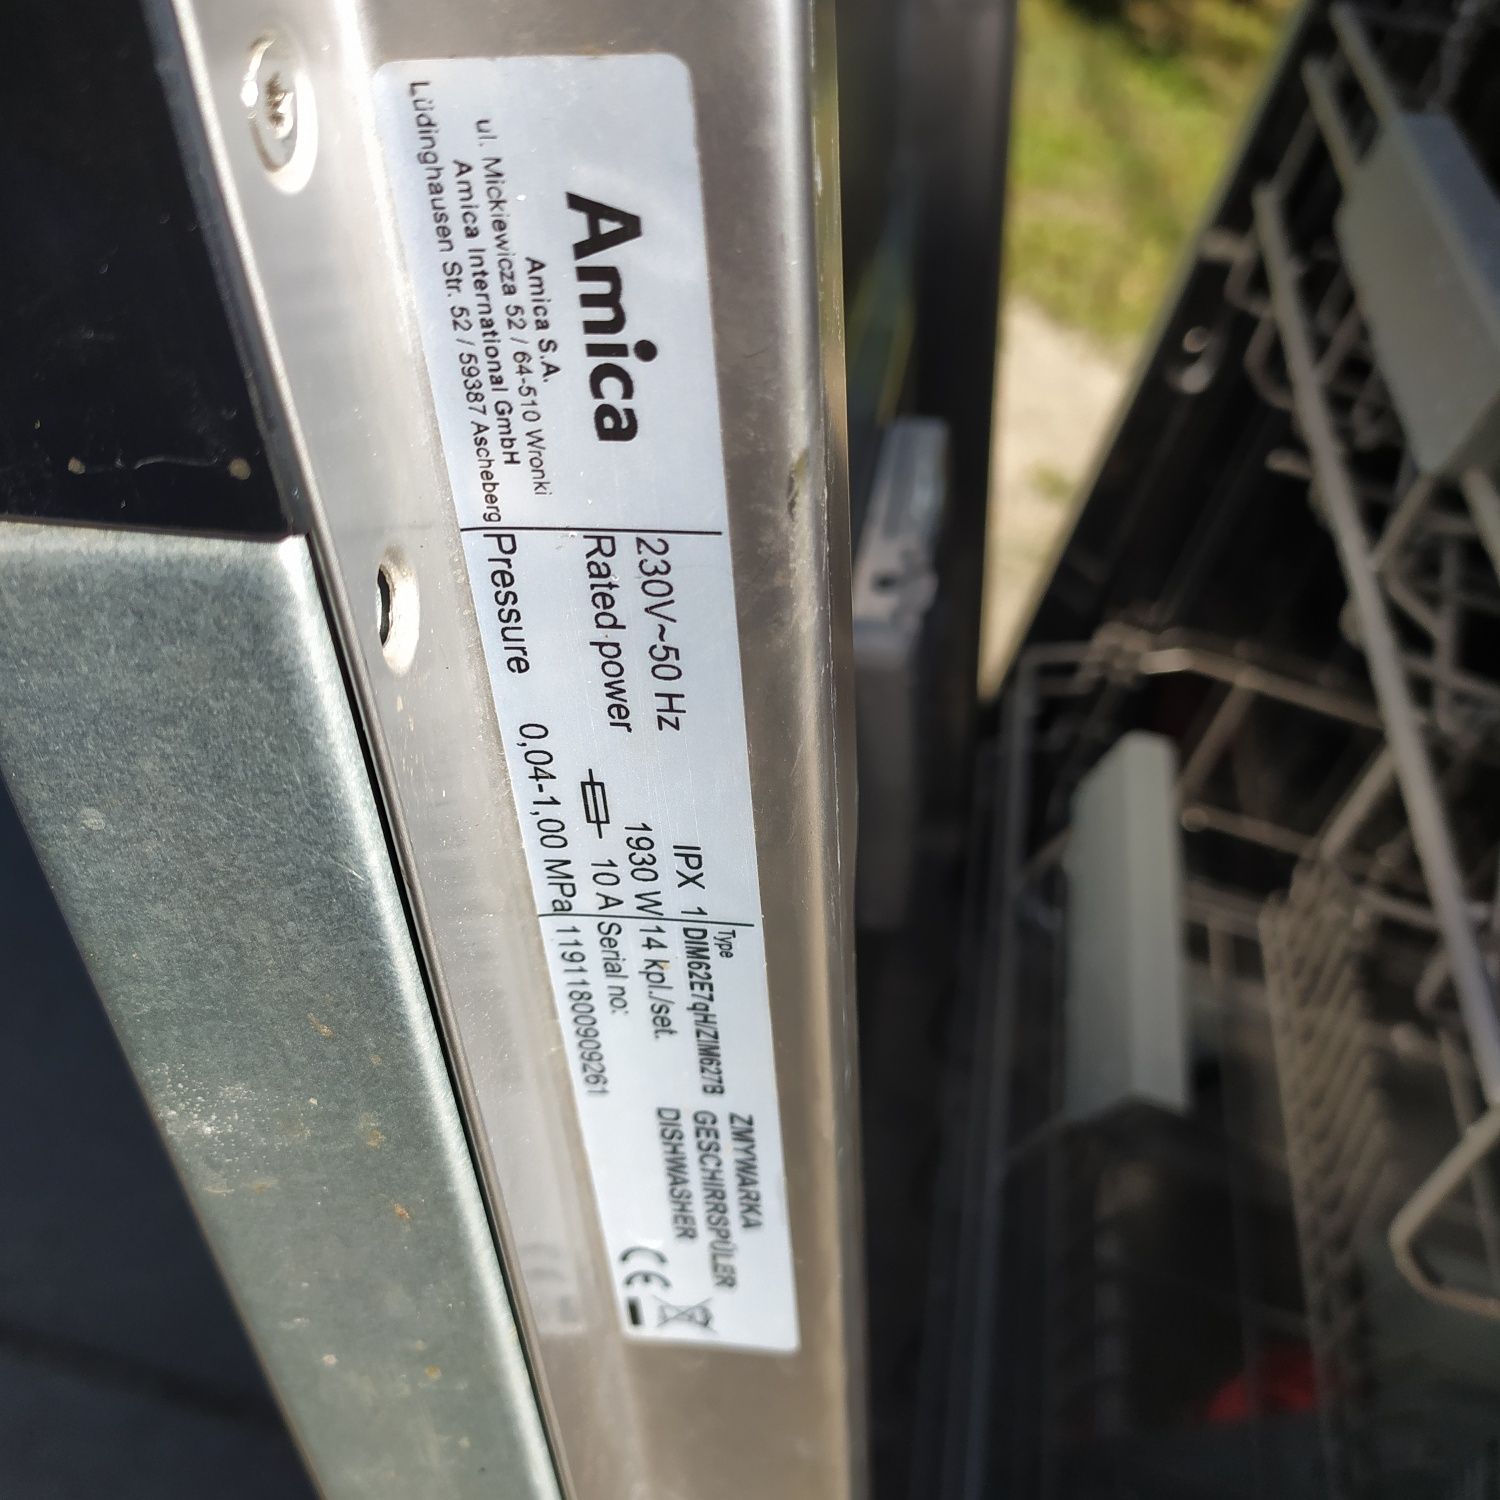 Amica
Amica S.A.
ul. Mickiewicza 52 / 64-510 Wronki
Amica International GmbH
Lüdinghausen Str. 52 / 59387 Ascheberg
230V~50 Hz IPX 1
Rated power 1930 W
10 A
Pressure 0,04-1,00 MPa
Type
DIM62E7qH/ZIM627B
14 kpl./set.
Serial no:
11911800909261
ZMYWARKA
GESCHIRRSPÜLER
DISHWASHER
CE